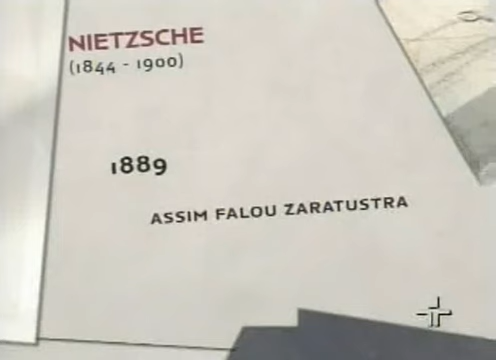 NIETZSCHE
(1844 - 1900)
1889
ASSIM FALOU ZARATUSTRA